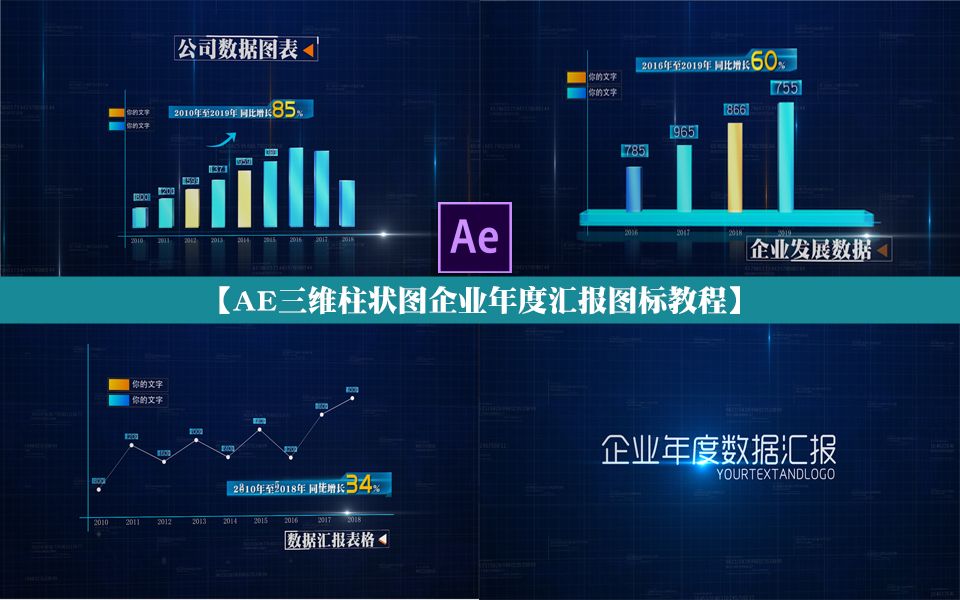 公司数据图表
你的文字
你的文字
2010年至2019年 同比增长85%
2010 2011 2012 2013 2014 2015 2016 2017 2018
2016年至2019年 同比增长60%
你的文字
你的文字
785
965
866
755
2016 2017 2018 2019
企业发展数据
Ae
【AE三维柱状图企业年度汇报图标教程】
你的文字
你的文字
2010年至2018年 同比增长34%
2010 2011 2012 2013 2014 2015 2016 2017 2018
数据汇报表格
企业年度数据汇报
YOURTEXTANDLOGO